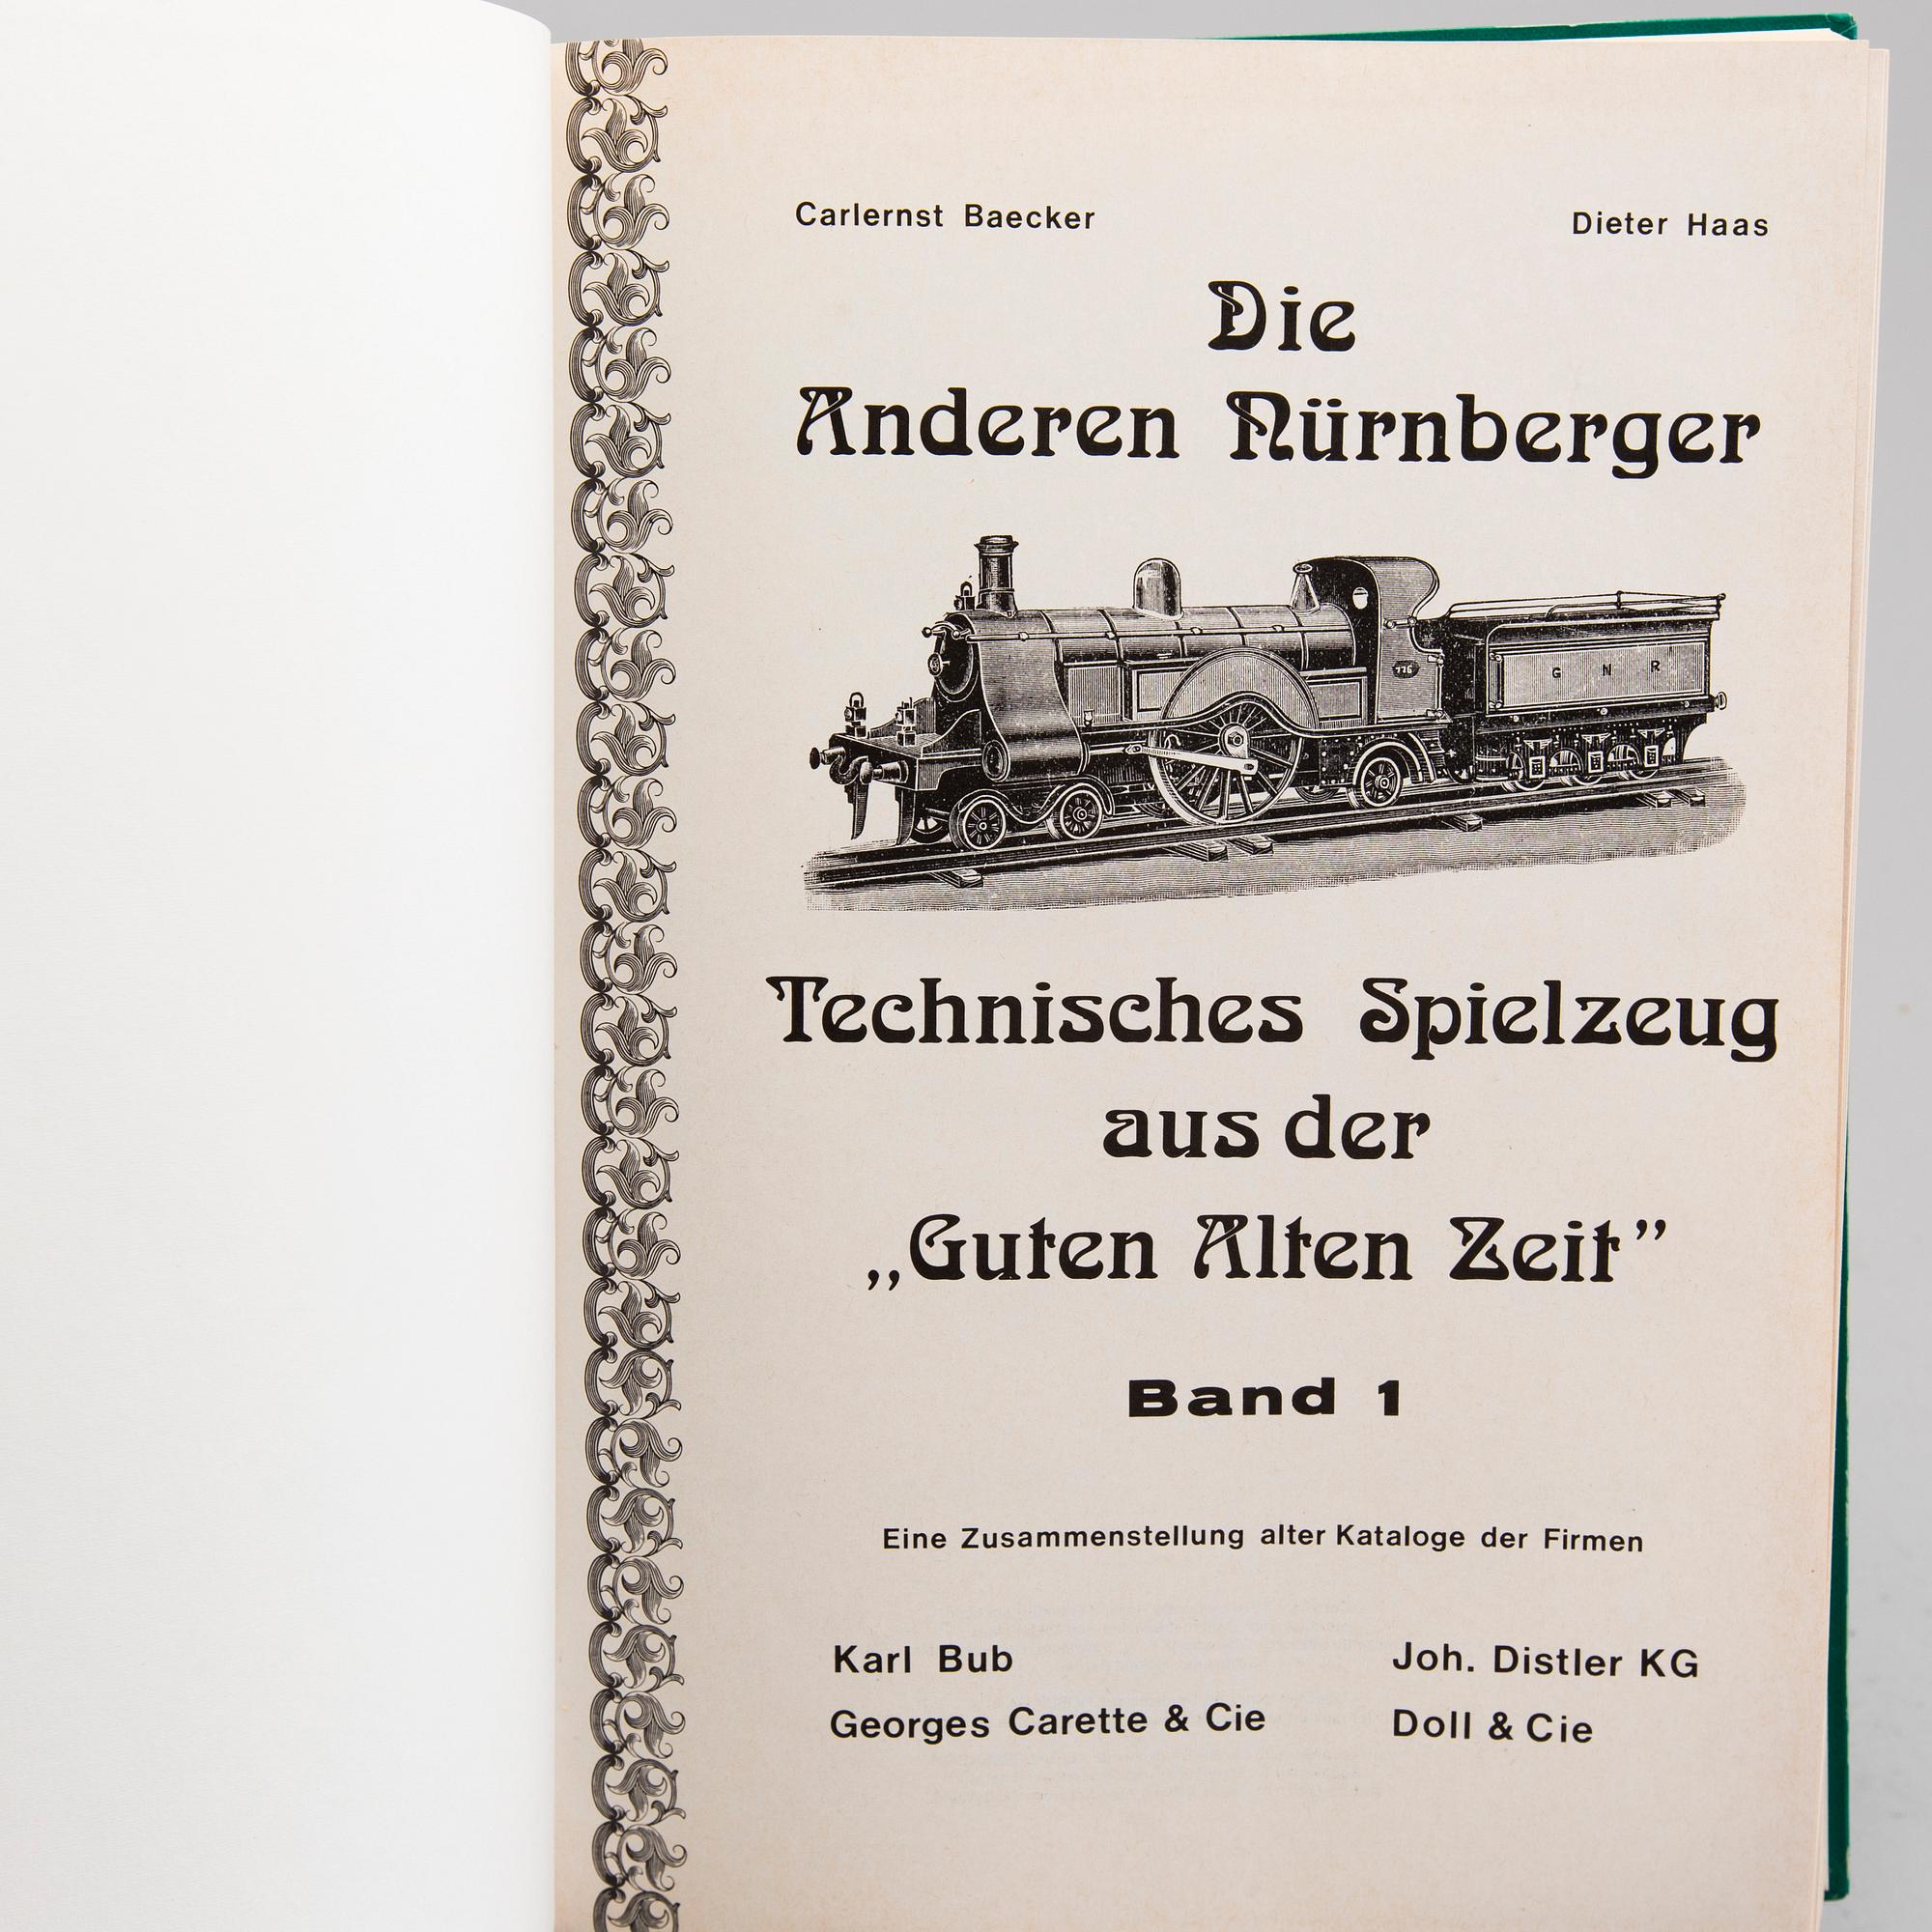 Carlernst Baecker Dieter Haas
Die
Anderen Nürnberger
776
G N R
Technisches Spielzeug
aus der
„Guten Alten Zeit”
Band 1
Eine Zusammenstellung alter Kataloge der Firmen
Karl Bub Joh. Distler KG
Georges Carette & Cie Doll & Cie